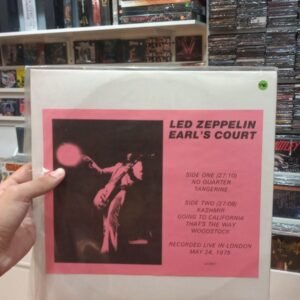 LED ZEPPELIN
EARL'S COURT
SIDE ONE (27:10)
NO QUARTER
TANGERINE
SIDE TWO (27:08)
KASHMIR
GOING TO CALIFORNIA
THAT'S THE WAY
WOODSTOCK
RECORDED LIVE IN LONDON
MAY 24, 1975